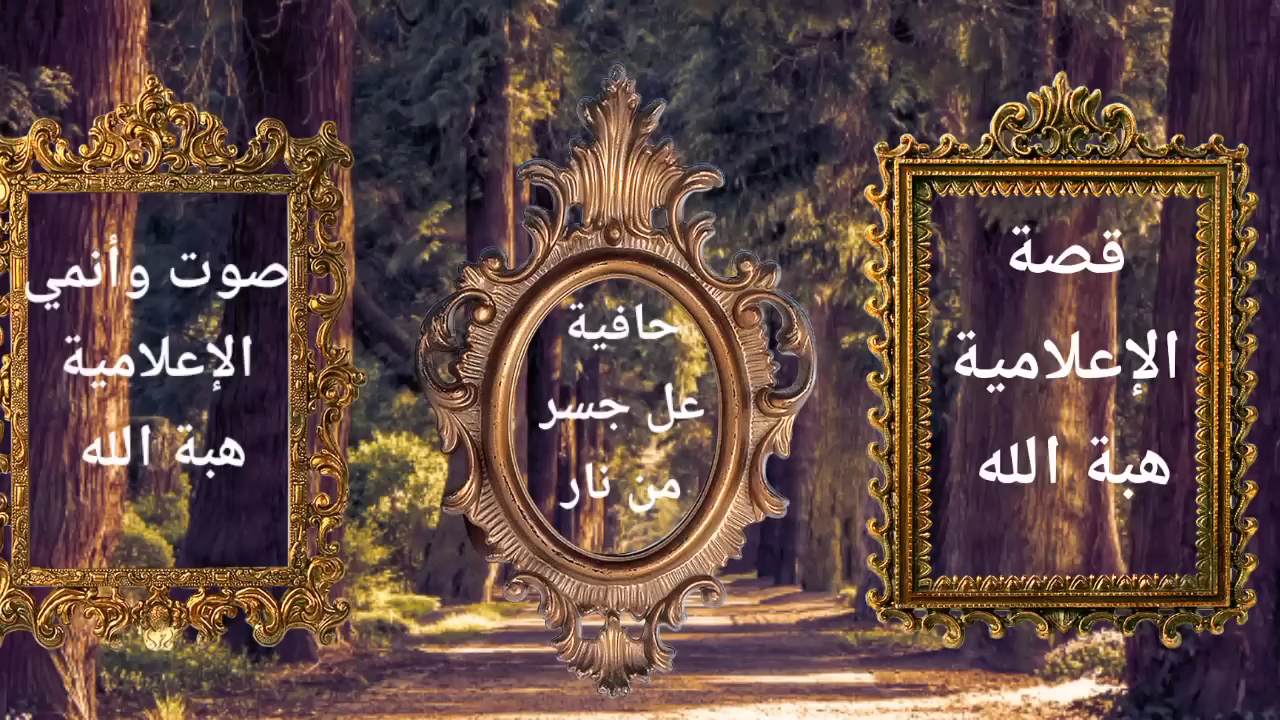 قصة
الإعلامية
هبة الله
حافية
عل جسر
من نار
صوت وأنمي
الإعلامية
هبة الله